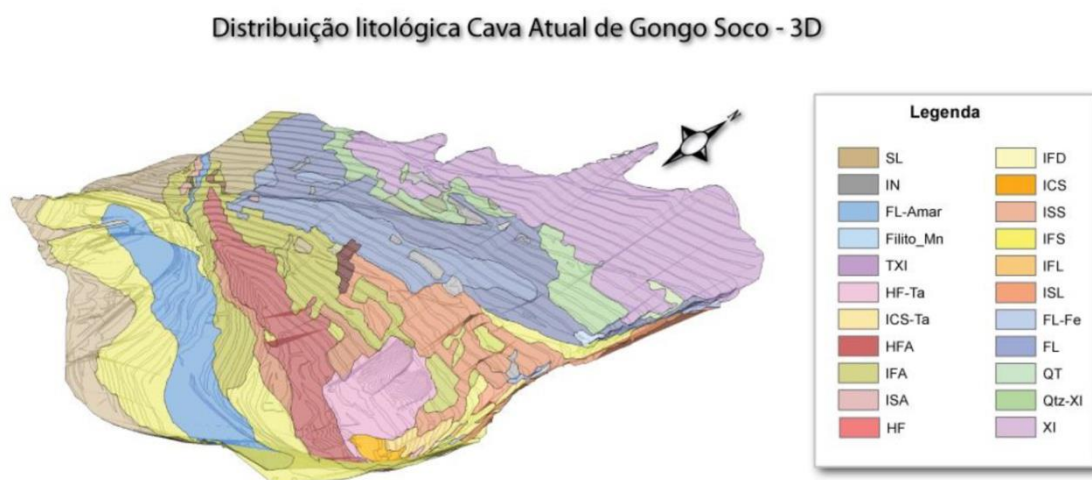 Distribuição litológica Cava Atual de Gongo Soco - 3D
N
Legenda
SL
IN
FL-Amar
Filito_Mn
TXI
HF-Ta
ICS-Ta
HFA
IFA
ISA
HF
IFD
ICS
ISS
IFS
IFL
ISL
FL-Fe
FL
QT
Qtz-XI
XI